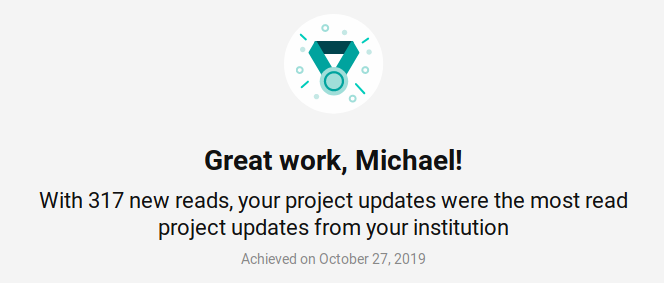 Great work, Michael!
With 317 new reads, your project updates were the most read
project updates from your institution
Achieved on October 27, 2019